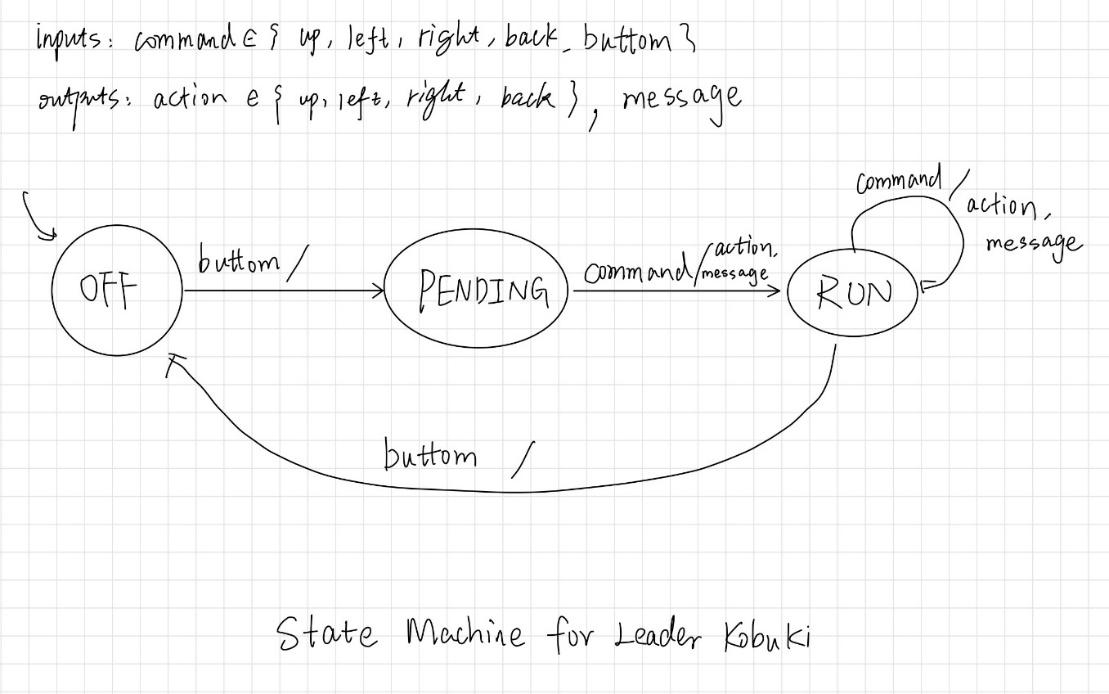 inputs: command ∈ { up, left, right, back, buttom }
outputs: action ∈ { up, left, right, back }, message
command /
action,
message
OFF
buttom /
PENDING
command / action,
message
RUN
buttom /
State Machine for Leader Kobuki